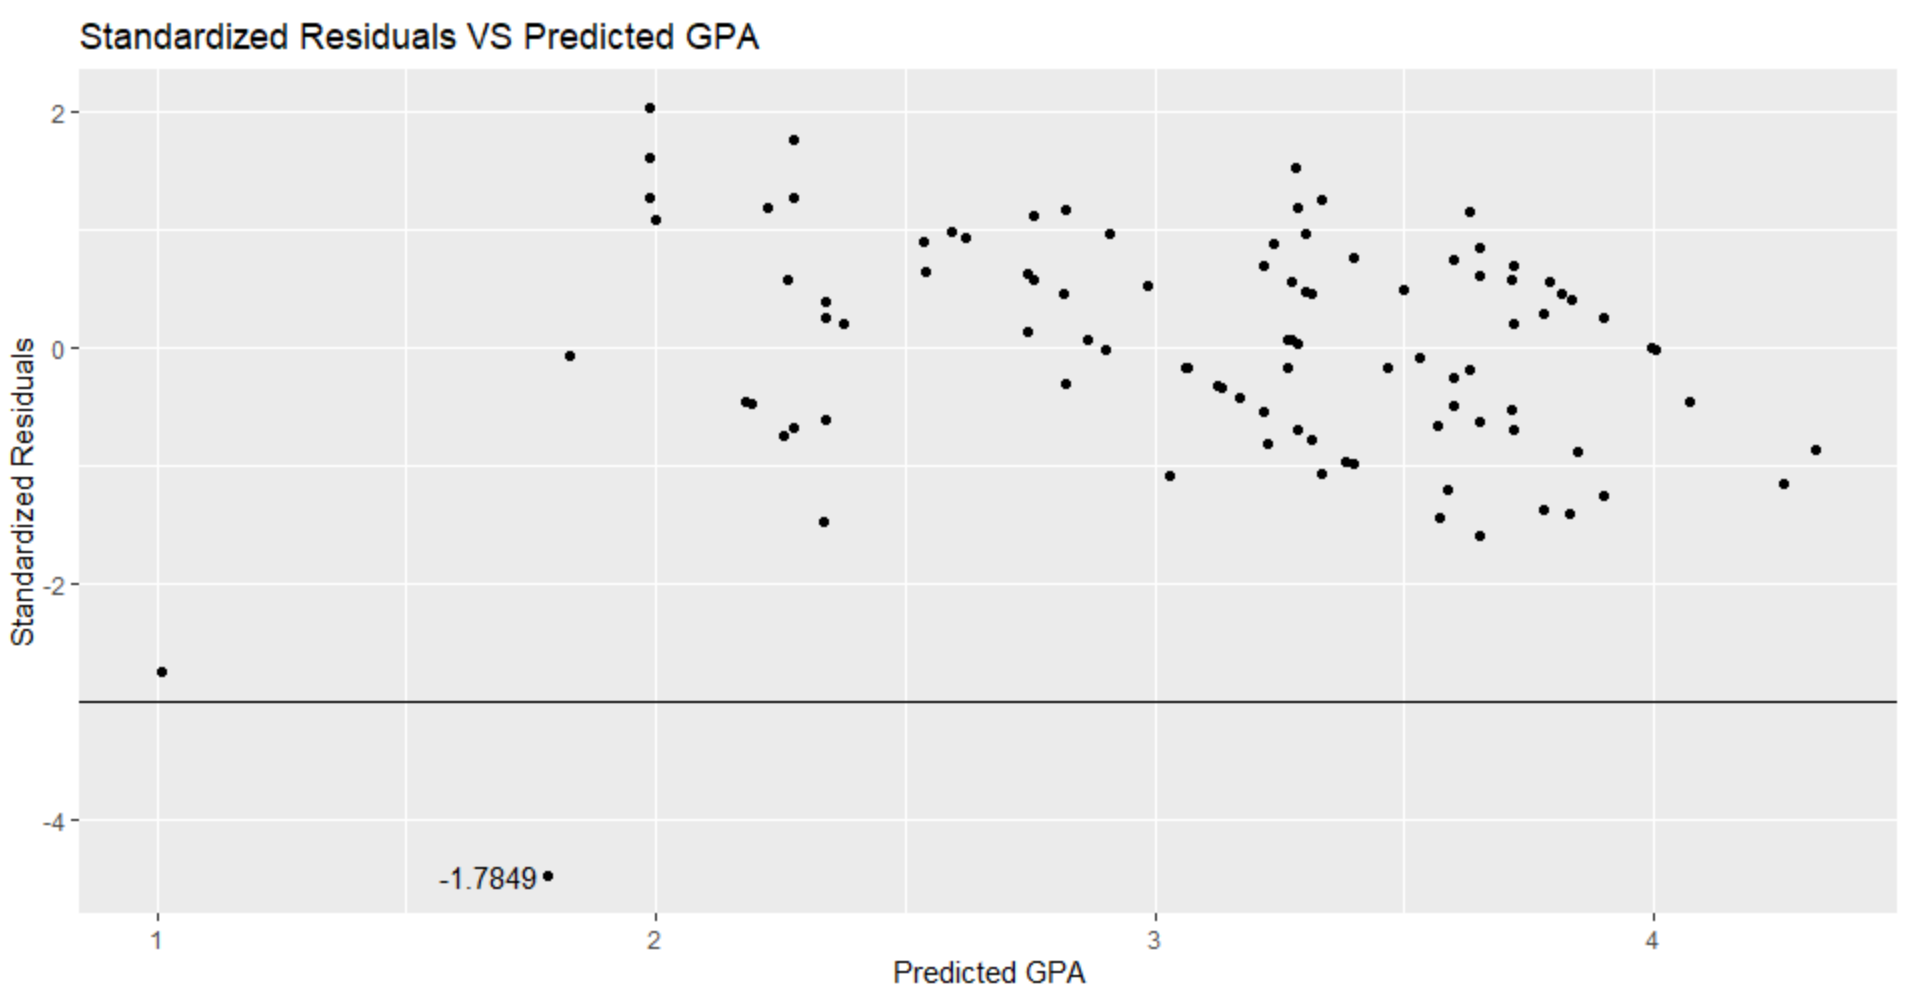 Standardized Residuals VS Predicted GPA
Standardized Residuals
2
0
-2
-4
-1.7849
1 2 3 4
Predicted GPA